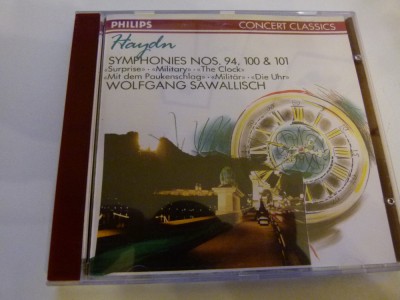 PHILIPS
CONCERT CLASSICS
Haydn
SYMPHONIES NOS. 94, 100 & 101
«Surprise» · «Military» · «The Clock»
«Mit dem Paukenschlag» · «Militär» · «Die Uhr»
WOLFGANG SAWALLISCH